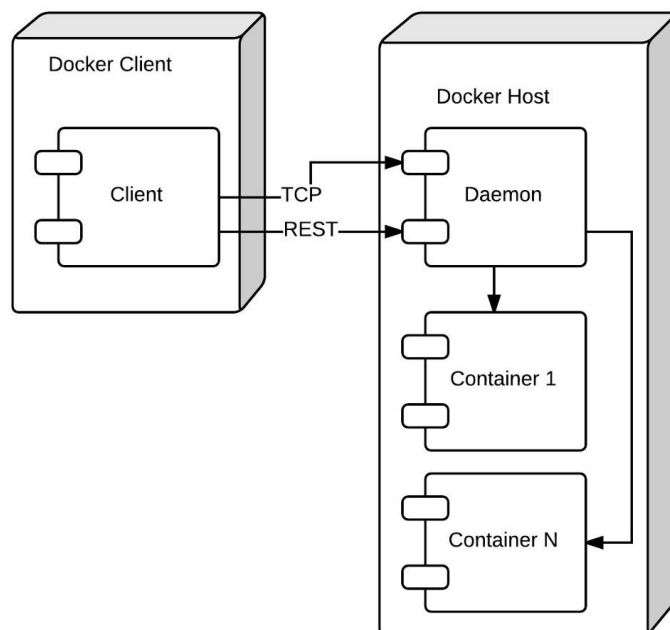 Docker Client
Client
TCP
REST
Docker Host
Daemon
Container 1
Container N